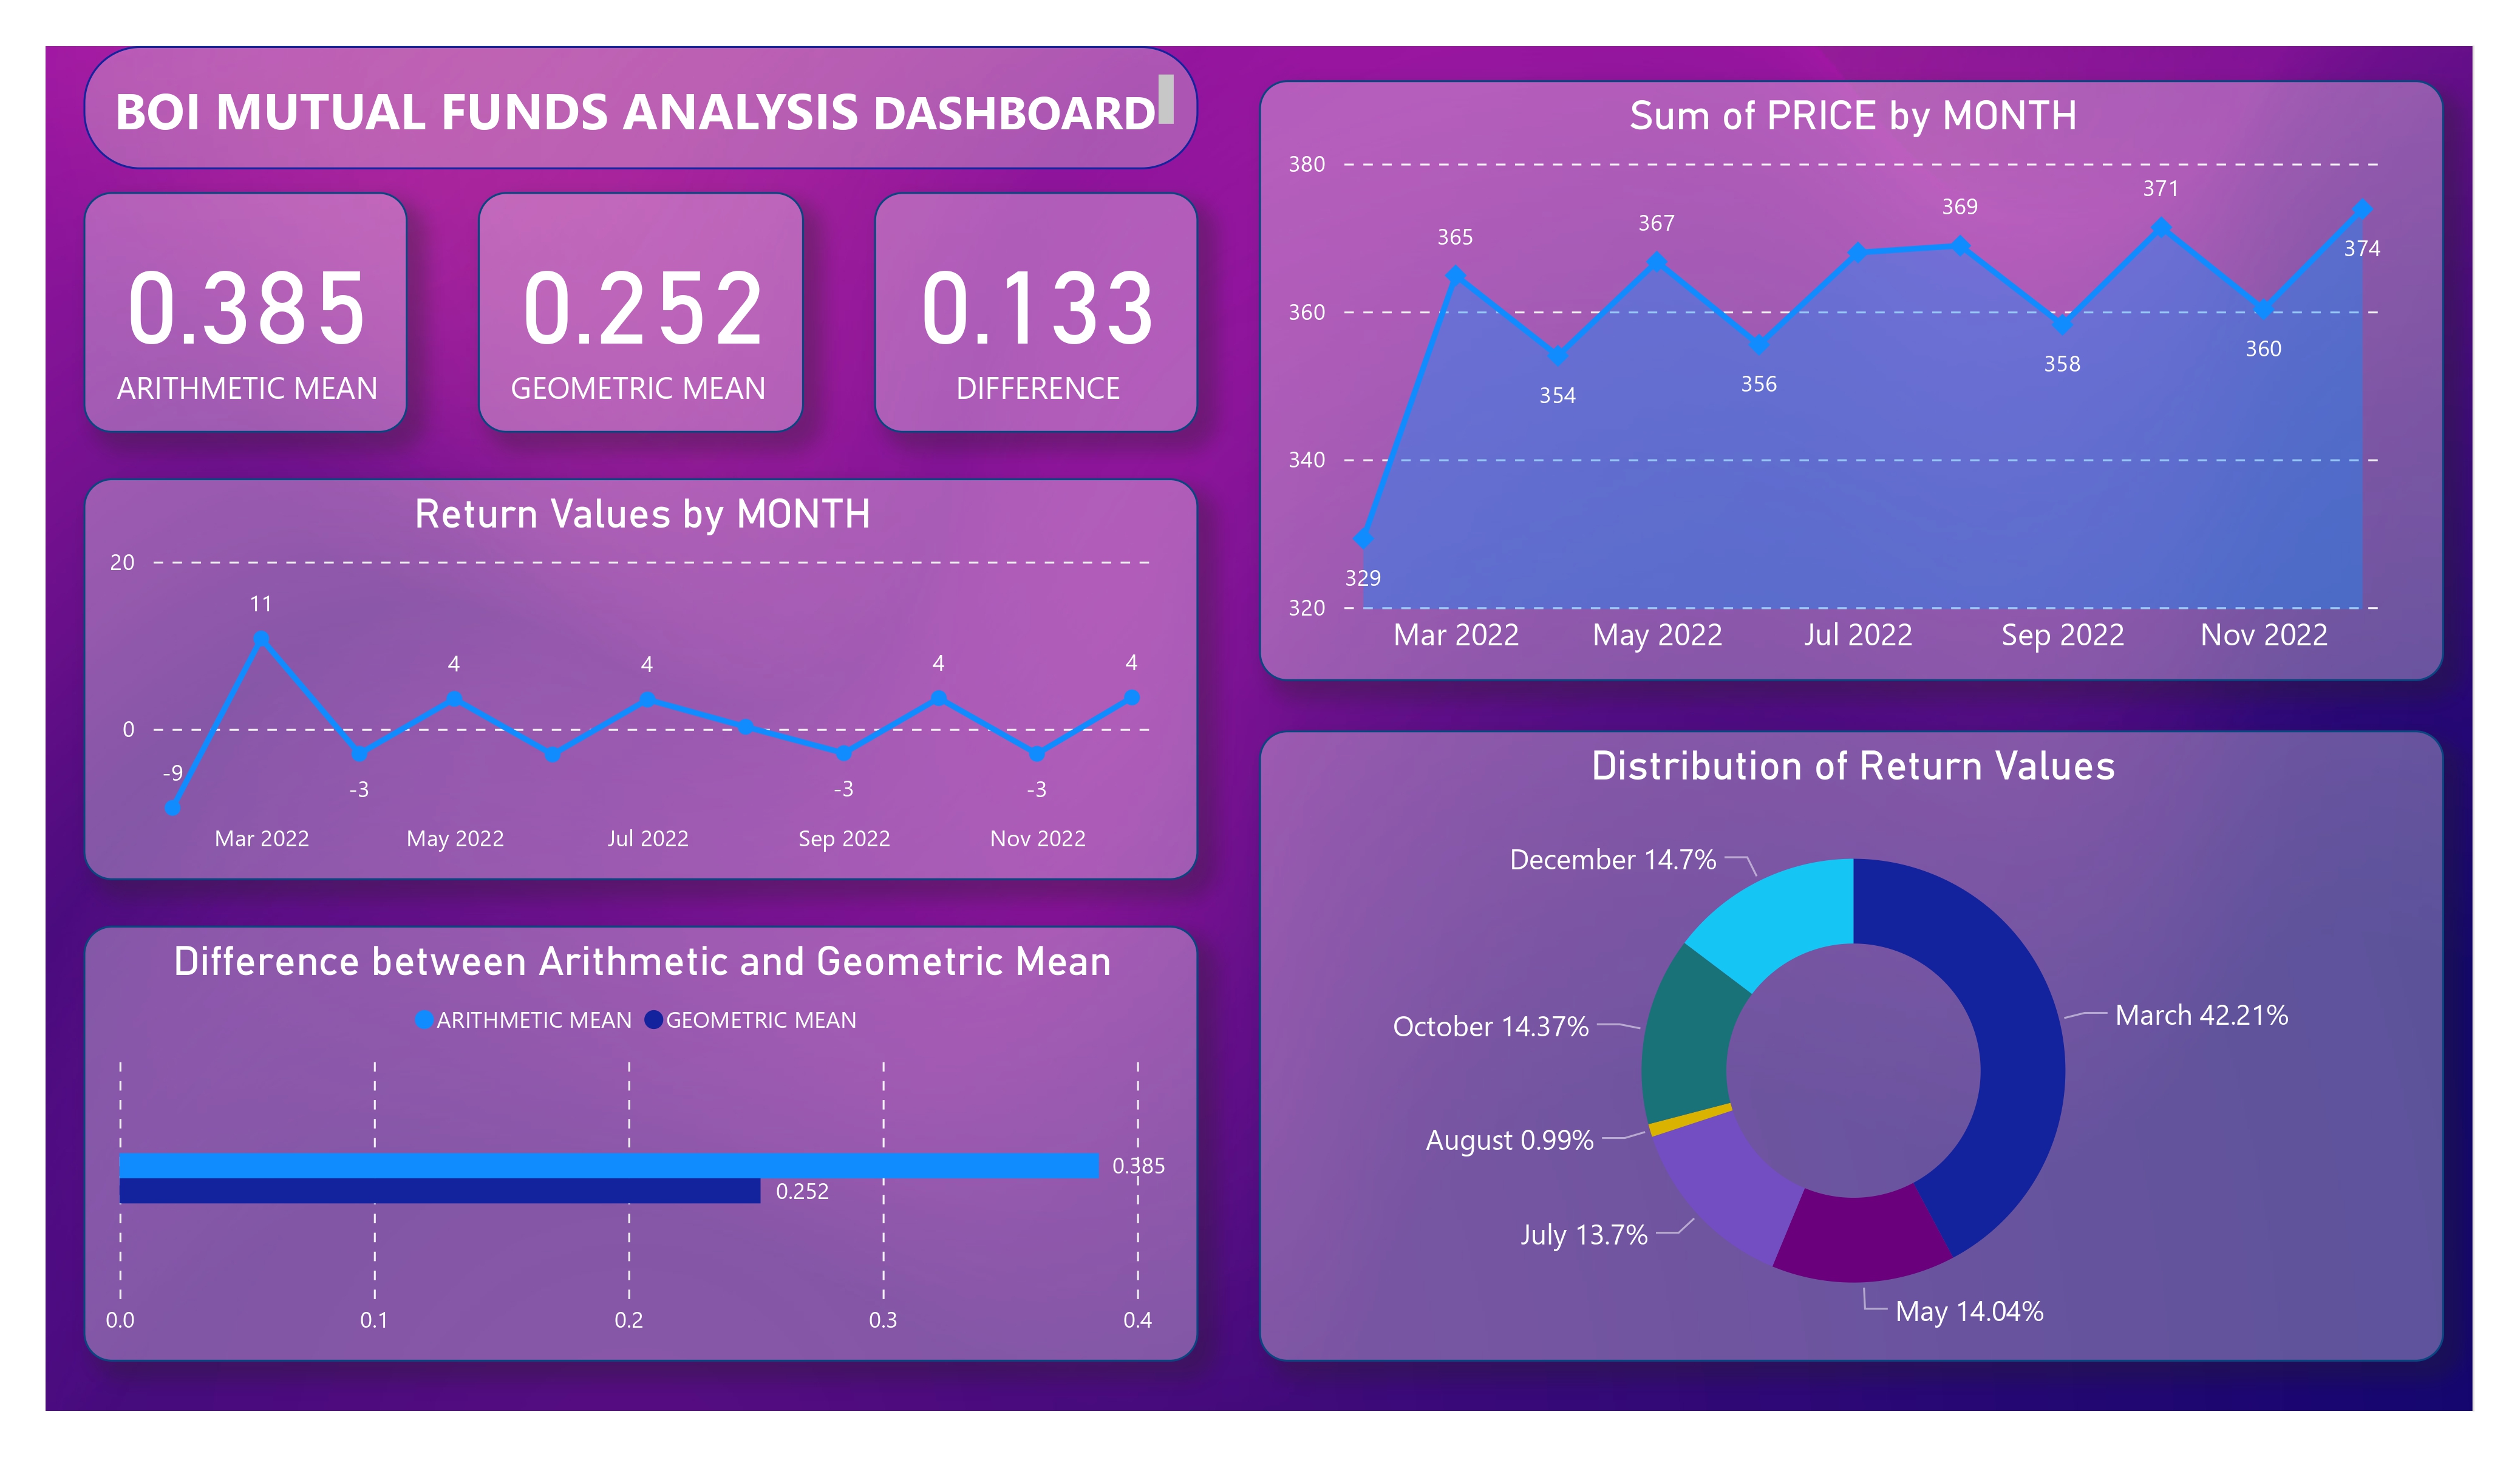 BOI MUTUAL FUNDS ANALYSIS DASHBOARD
0.385
ARITHMETIC MEAN
0.252
GEOMETRIC MEAN
0.133
DIFFERENCE
Return Values by MONTH
20
0
-9
11
-3
4
4
-3
4
-3
4
Mar 2022
May 2022
Jul 2022
Sep 2022
Nov 2022
Difference between Arithmetic and Geometric Mean
ARITHMETIC MEAN
GEOMETRIC MEAN
0.385
0.252
0.0
0.1
0.2
0.3
0.4
Sum of PRICE by MONTH
380
360
340
320
329
365
354
367
356
369
358
371
360
374
Mar 2022
May 2022
Jul 2022
Sep 2022
Nov 2022
Distribution of Return Values
December 14.7%
March 42.21%
October 14.37%
August 0.99%
July 13.7%
May 14.04%